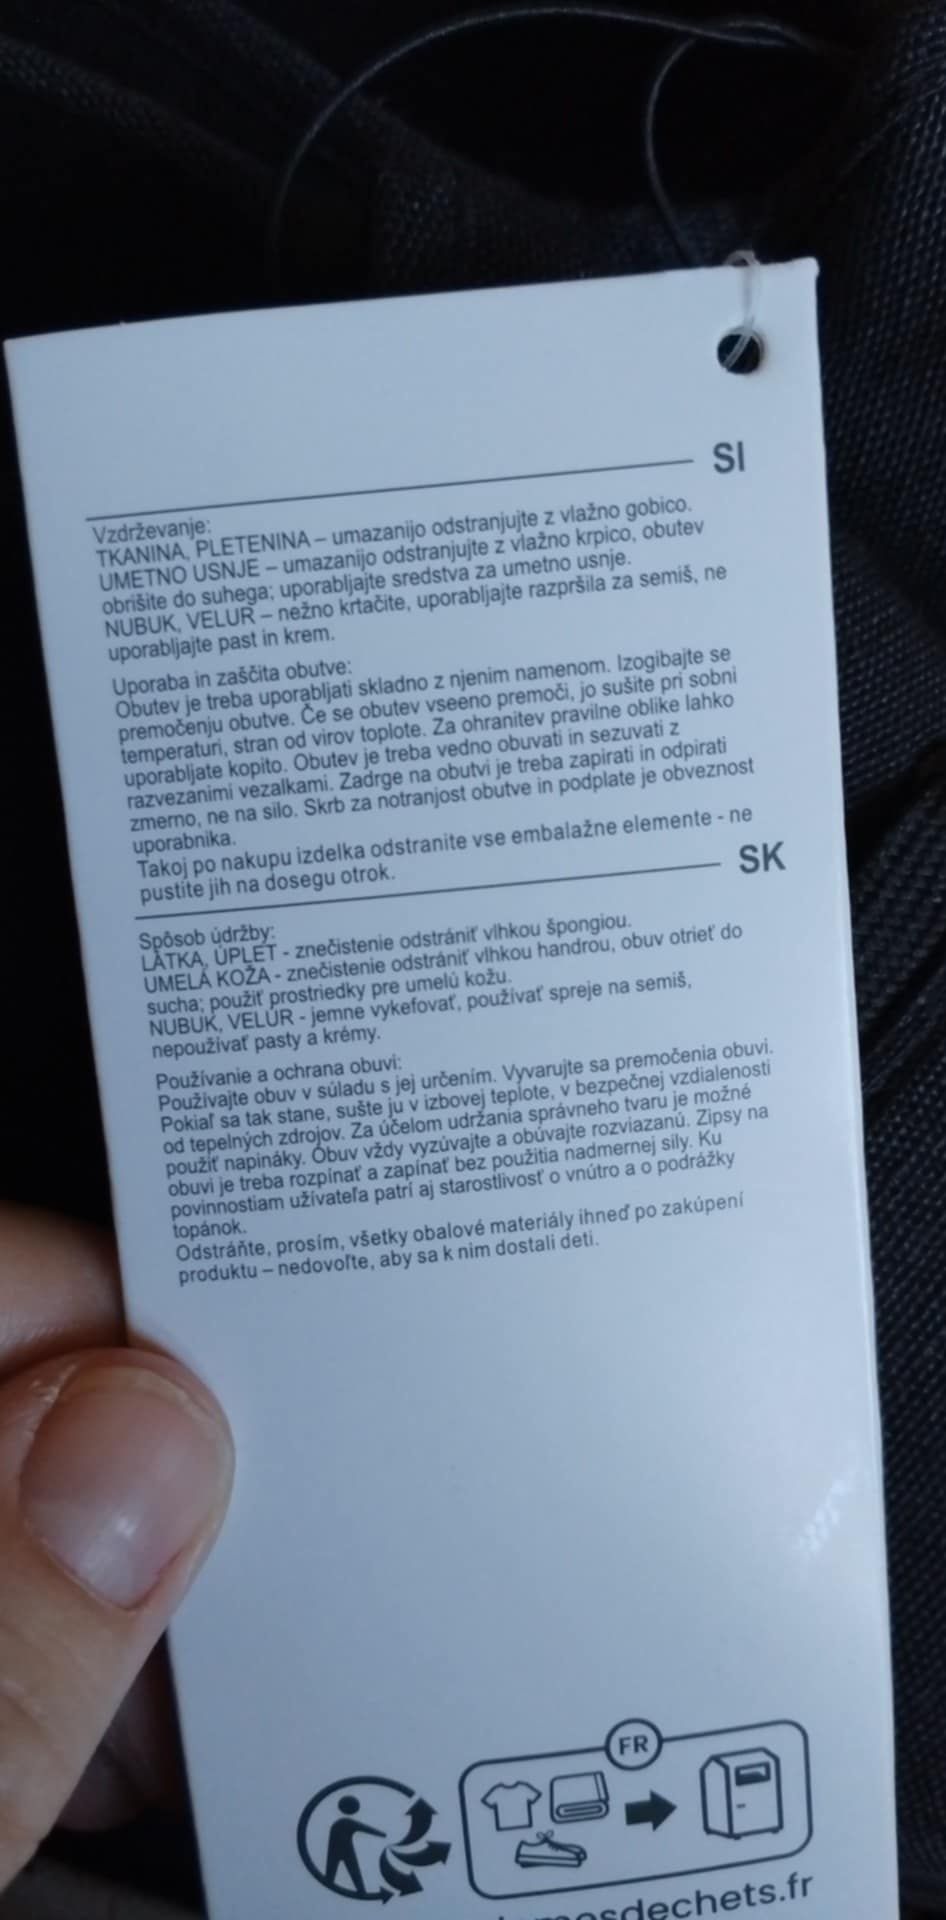 SI
Vzdrževanje:
TKANINA, PLETENINA – umazanijo odstranjujte z vlažno gobico.
UMETNO USNJE – umazanijo odstranjujte z vlažno krpico, obutev
obrišite do suhega; uporabljajte sredstva za umetno usnje.
NUBUK, VELUR – nežno krtačite, uporabljajte razpršila za semiš, ne
uporabljajte past in krem.
Uporaba in zaščita obutve:
Obutev je treba uporabljati skladno z njenim namenom. Izogibajte se
premočenju obutve. Če se obutev vseeno premoči, jo sušite pri sobni
temperaturi, stran od virov toplote. Za ohranitev pravilne oblike lahko
uporabljate kopito. Obutev je treba vedno obuvati in sezuvati z
razvezanimi vezalkami. Zadrge na obutvi je treba zapirati in odpirati
zmerno, ne na silo. Skrb za notranjost obutve in podplate je obveznost
uporabnika.
Takoj po nakupu izdelka odstranite vse embalažne elemente - ne
pustite jih na dosegu otrok.
SK
Spôsob údržby:
LÁTKA, ÚPLET - znečistenie odstrániť vlhkou špongiou.
UMELÁ KOŽA - znečistenie odstrániť vlhkou handrou, obuv otrieť do
sucha; použiť prostriedky pre umelú kožu.
NUBUK, VELÚR - jemne vykefovať, používať spreje na semiš,
nepoužívať pasty a krémy.
Používanie a ochrana obuvi:
Používajte obuv v súladu s jej určením. Vyvarujte sa premočenia obuvi.
Pokiaľ sa tak stane, sušte ju v izbovej teplote, v bezpečnej vzdialenosti
od tepelných zdrojov. Za účelom udržania správneho tvaru je možné
použiť napináky. Obuv vždy vyzúvajte a obúvajte rozviazanú. Zipsy na
obuvi je treba rozpínať a zapínať bez použitia nadmernej sily. Ku
povinnostiam užívateľa patrí aj starostlivosť o vnútro a o podrážky
topánok.
Odstráňte, prosím, všetky obalové materiály ihneď po zakúpení
produktu – nedovoľte, aby sa k nim dostali deti.
FR
mosdechets.fr